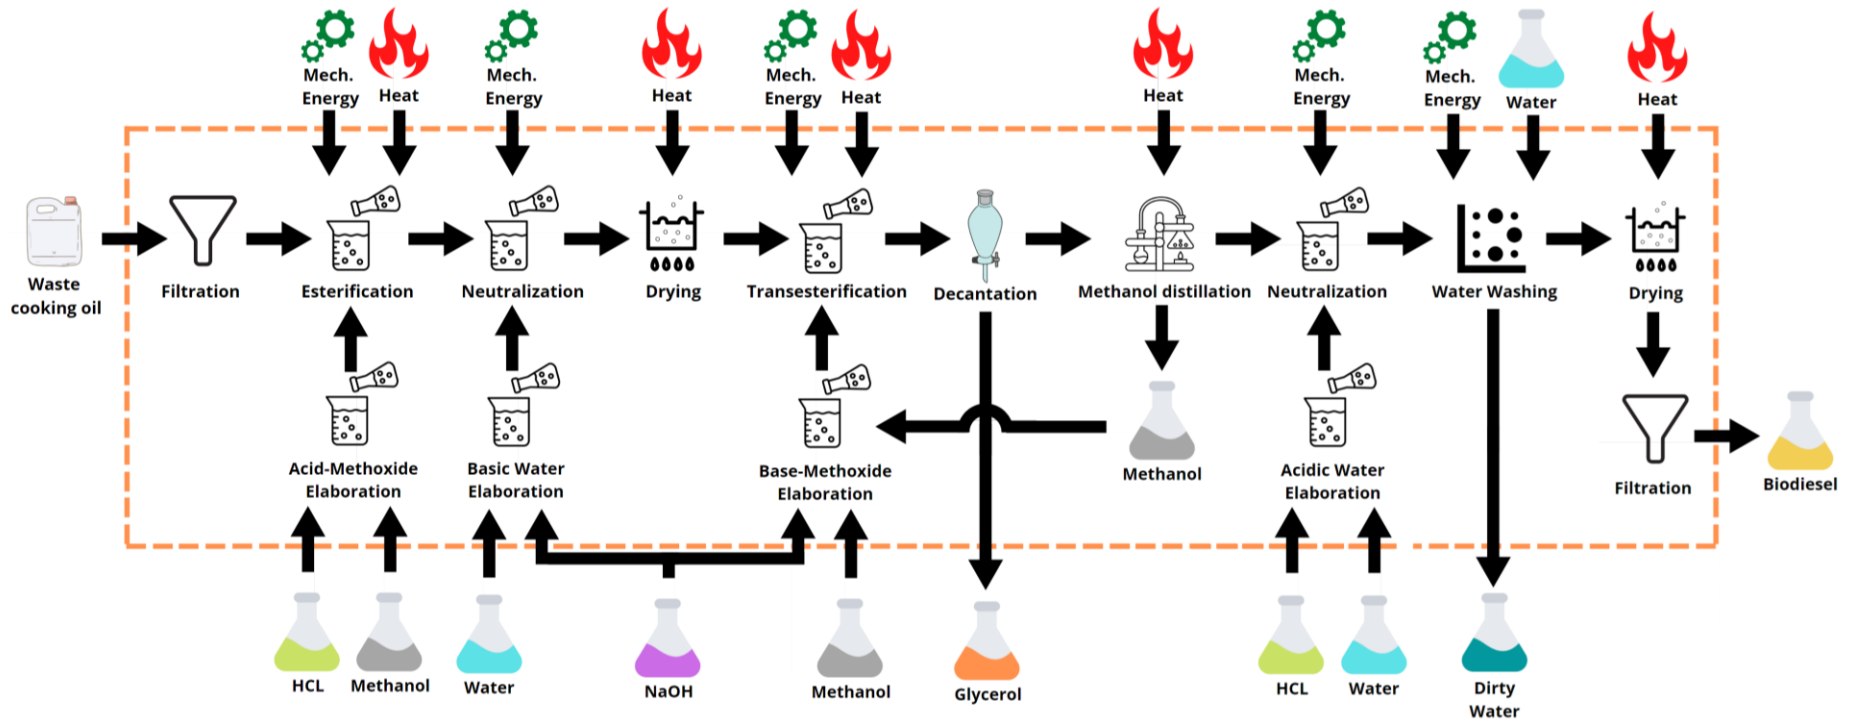 Mech.
Energy
Heat
Mech.
Energy
Heat
Mech.
Energy
Heat
Heat
Mech.
Energy
Mech.
Energy
Water
Heat
Waste
cooking oil
Filtration
Esterification
Neutralization
Drying
Transesterification
Decantation
Methanol distillation
Neutralization
Water Washing
Drying
Acid-Methoxide
Elaboration
Basic Water
Elaboration
Base-Methoxide
Elaboration
Methanol
Acidic Water
Elaboration
Filtration
Biodiesel
HCL
Methanol
Water
NaOH
Methanol
Glycerol
HCL
Water
Dirty
Water